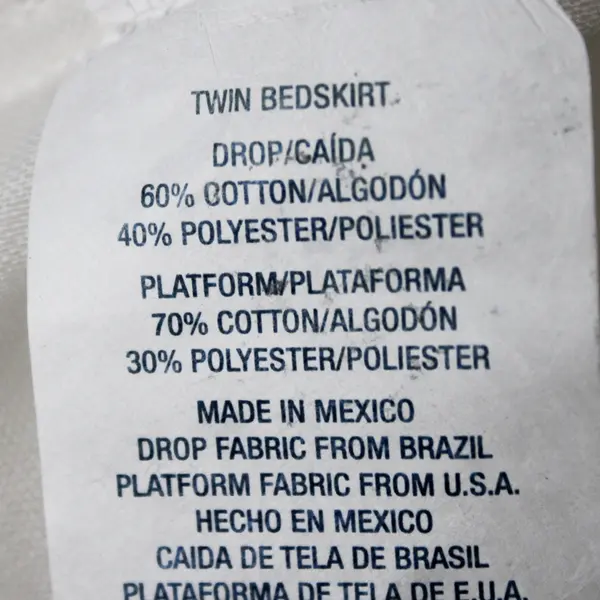 TWIN BEDSKIRT
DROP/CAÍDA
60% COTTON/ALGODÓN
40% POLYESTER/POLIESTER
PLATFORM/PLATAFORMA
70% COTTON/ALGODÓN
30% POLYESTER/POLIESTER
MADE IN MEXICO
DROP FABRIC FROM BRAZIL
PLATFORM FABRIC FROM U.S.A.
HECHO EN MEXICO
CAIDA DE TELA DE BRASIL
PLATAFORMA DE TELA DE E.U.A.